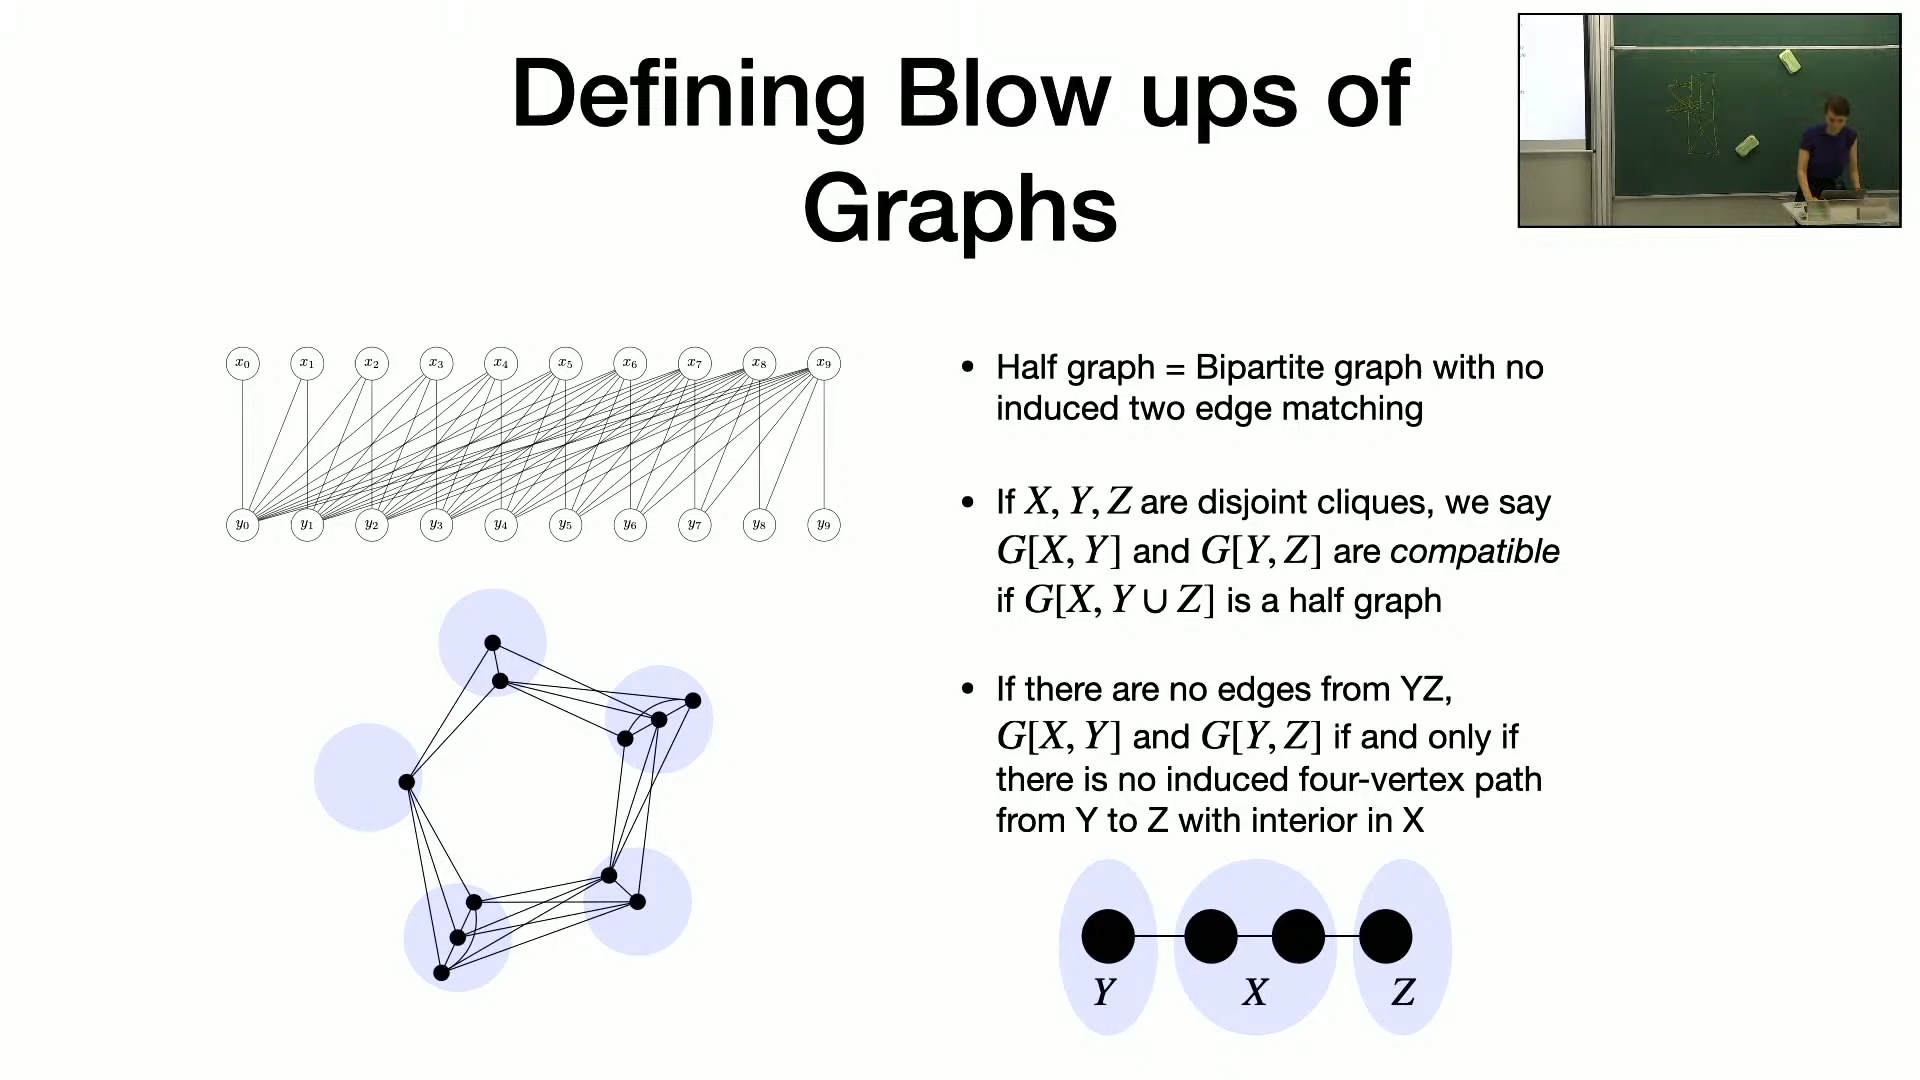 Defining Blow ups of
Graphs
x0 x1 x2 x3 x4 x5 x6 x7 x8 x9
y0 y1 y2 y3 y4 y5 y6 y7 y8 y9
• Half graph = Bipartite graph with no
induced two edge matching
• If X, Y, Z are disjoint cliques, we say
G[X, Y] and G[Y, Z] are compatible
if G[X, Y ∪ Z] is a half graph
• If there are no edges from YZ,
G[X, Y] and G[Y, Z] if and only if
there is no induced four-vertex path
from Y to Z with interior in X
Y X Z